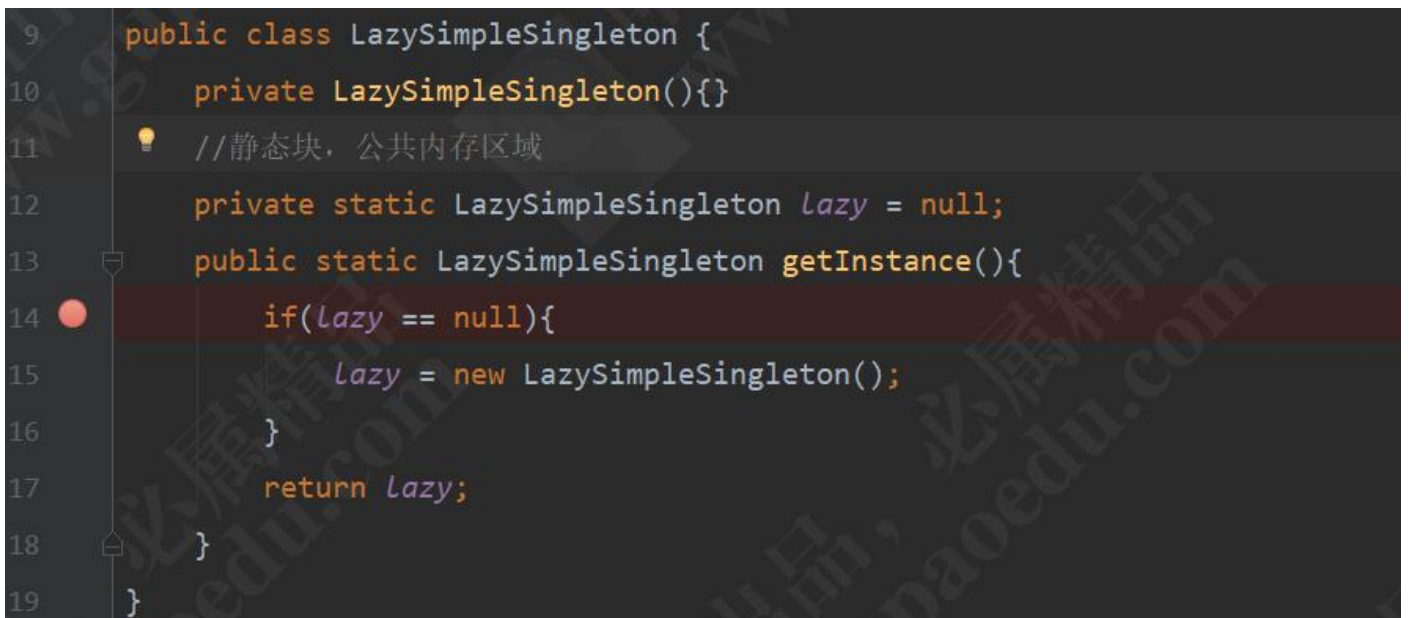 9 public class LazySimpleSingleton {
10 private LazySimpleSingleton(){}
11 //静态块，公共内存区域
12 private static LazySimpleSingleton lazy = null;
13 public static LazySimpleSingleton getInstance(){
14 if(lazy == null){
15 lazy = new LazySimpleSingleton();
16 }
17 return lazy;
18 }
19 }